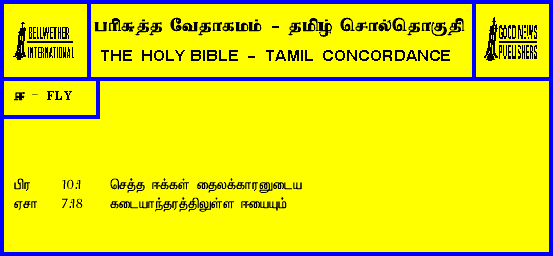 BELLWETHER
INTERNATIONAL
பரிசுத்த வேதாகமம் - தமிழ் சொல்தொகுதி
THE HOLY BIBLE - TAMIL CONCORDANCE
GOOD NEWS
PUBLISHERS
ஈ - FLY
பிர 10:1 செத்த ஈக்கள் தைலக்காரனுடைய
ஏசா 7:18 கடையாந்தரத்திலுள்ள ஈயையும்